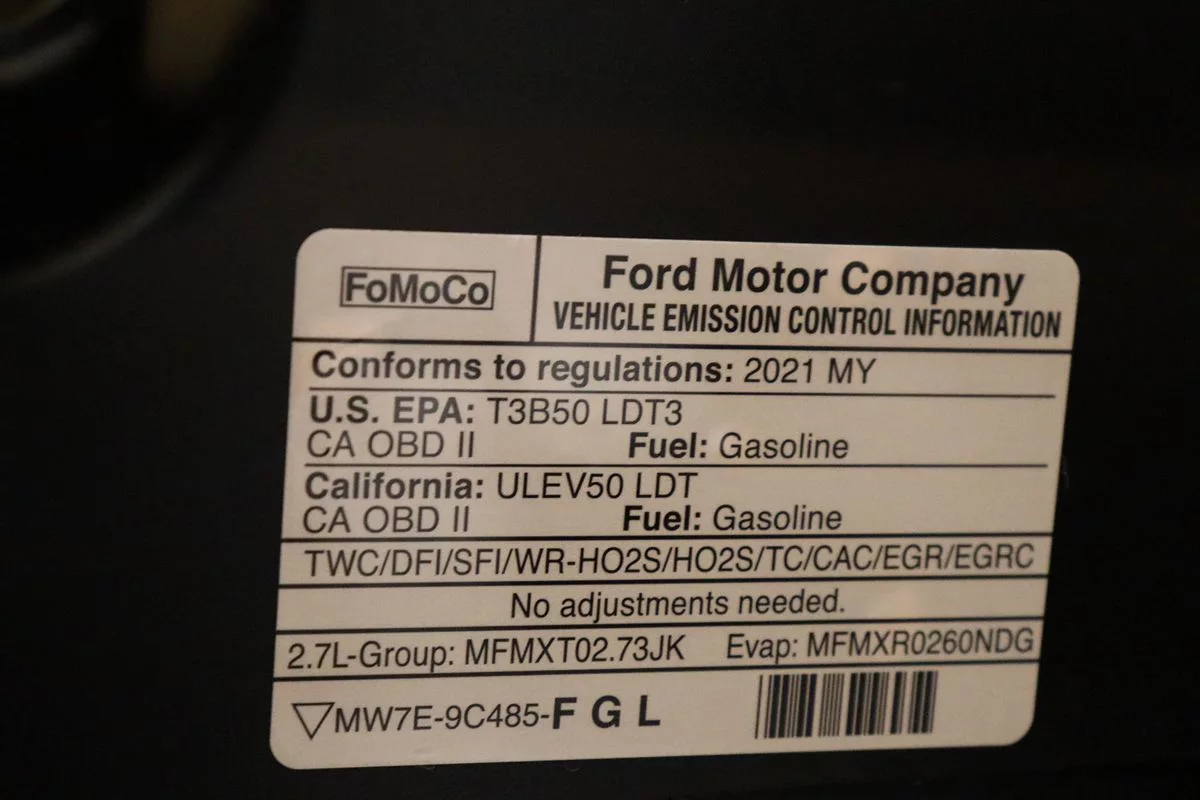 FoMoCo
Ford Motor Company
VEHICLE EMISSION CONTROL INFORMATION
Conforms to regulations: 2021 MY
U.S. EPA: T3B50 LDT3
CA OBD II Fuel: Gasoline
California: ULEV50 LDT
CA OBD II Fuel: Gasoline
TWC/DFI/SFI/WR-HO2S/HO2S/TC/CAC/EGR/EGRC
No adjustments needed.
2.7L-Group: MFMXT02.73JK Evap: MFMXR0260NDG
MW7E-9C485-F G L